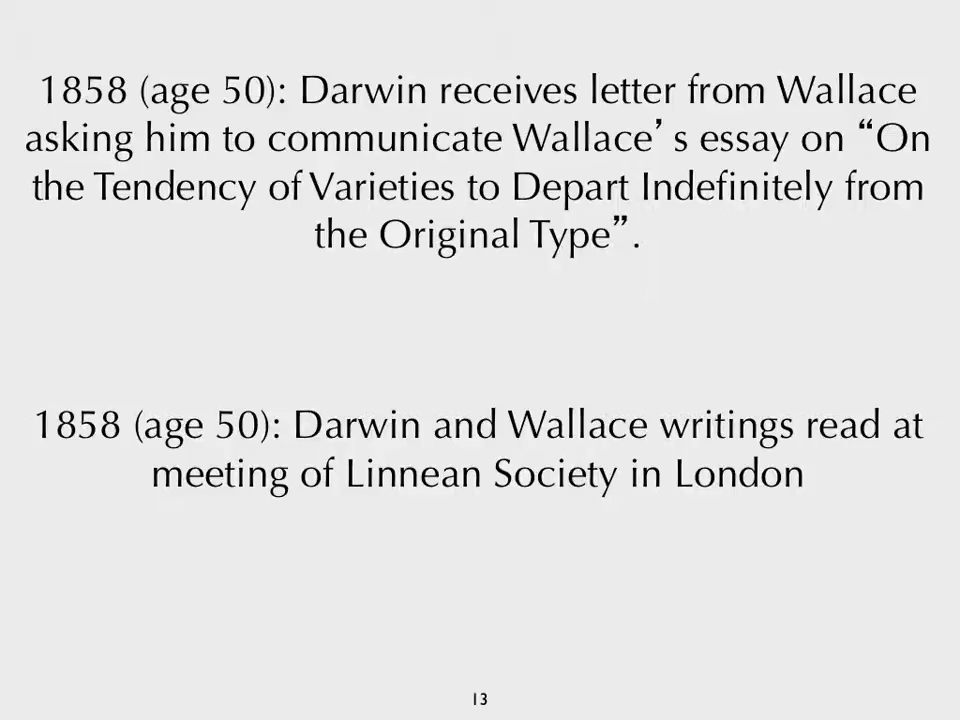 1858 (age 50): Darwin receives letter from Wallace
asking him to communicate Wallace’s essay on “On
the Tendency of Varieties to Depart Indefinitely from
the Original Type”.
1858 (age 50): Darwin and Wallace writings read at
meeting of Linnean Society in London
13